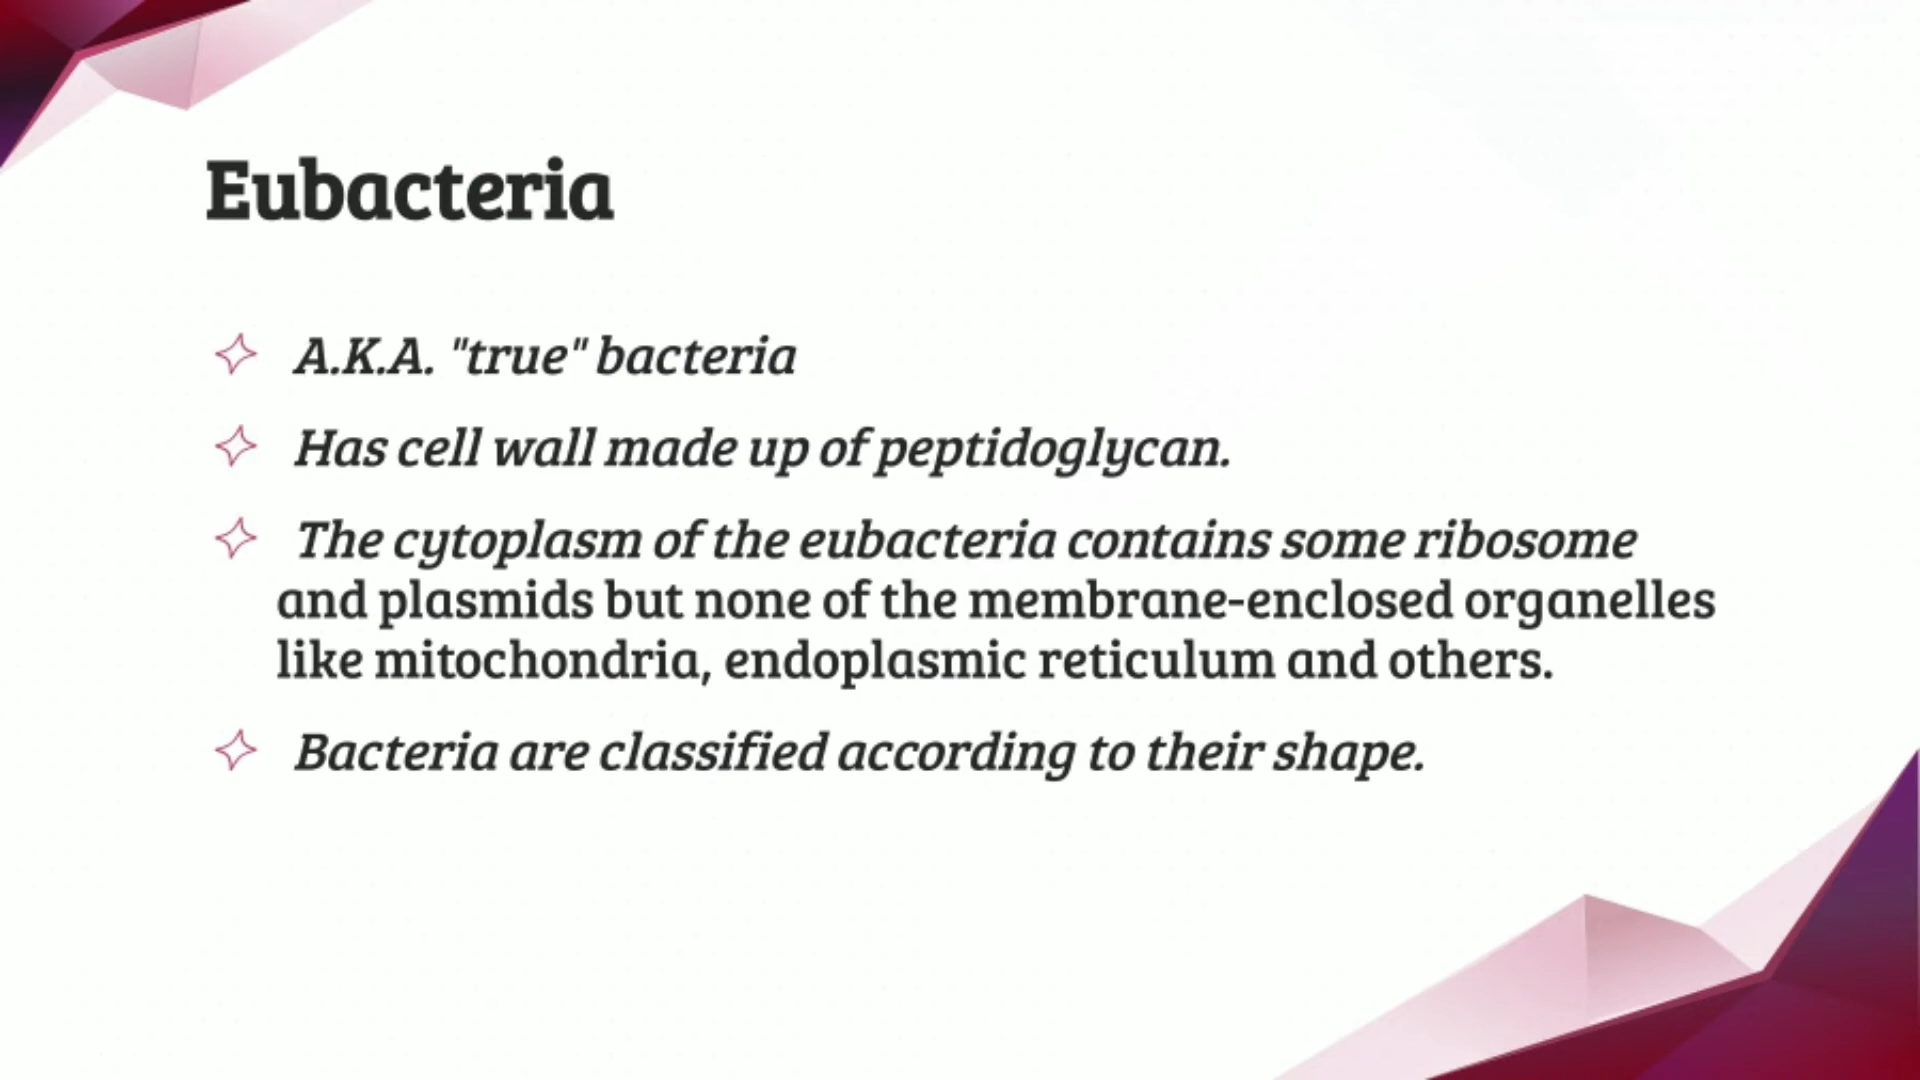 Eubacteria
A.K.A. "true" bacteria
Has cell wall made up of peptidoglycan.
The cytoplasm of the eubacteria contains some ribosome
and plasmids but none of the membrane-enclosed organelles
like mitochondria, endoplasmic reticulum and others.
Bacteria are classified according to their shape.